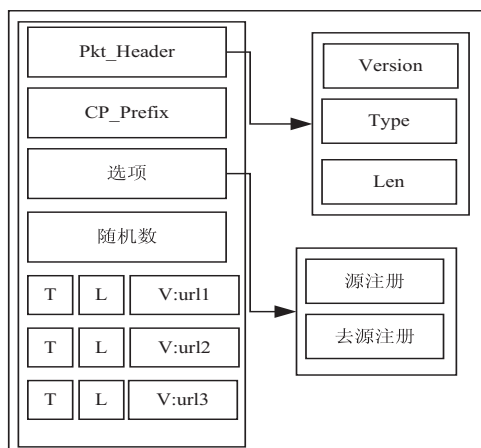 Pkt_Header
CP_Prefix
选项
随机数
T L V:url1
T L V:url2
T L V:url3
Version
Type
Len
源注册
去源注册